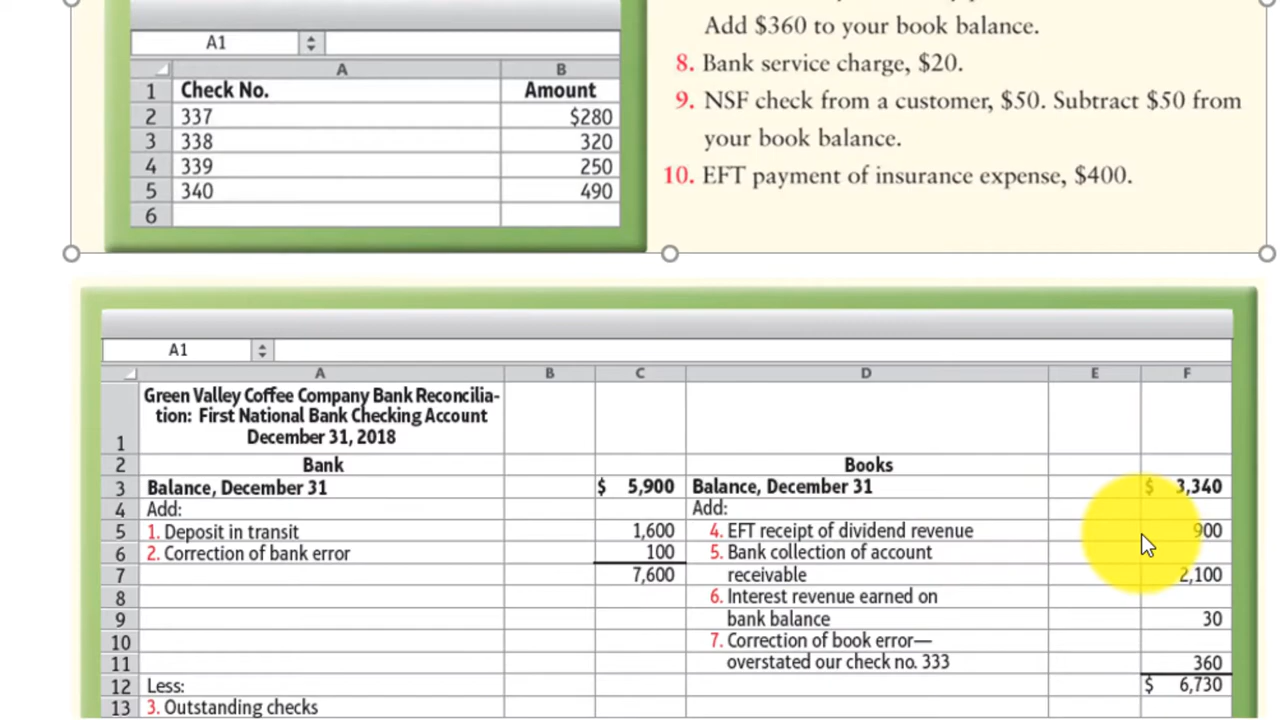 A1
A B
1 Check No. Amount
2 337 $280
3 338 320
4 339 250
5 340 490
6
Add $360 to your book balance.
8. Bank service charge, $20.
9. NSF check from a customer, $50. Subtract $50 from
your book balance.
10. EFT payment of insurance expense, $400.
A1
A B C D E F
Green Valley Coffee Company Bank Reconcilia-
tion: First National Bank Checking Account
1 December 31, 2018
2 Bank Books
3 Balance, December 31 $ 5,900 Balance, December 31 $ 3,340
4 Add: Add:
5 1. Deposit in transit 1,600 4. EFT receipt of dividend revenue 900
6 2. Correction of bank error 100 5. Bank collection of account
7 7,600 receivable 2,100
8 6. Interest revenue earned on
9 bank balance 30
10 7. Correction of book error—
11 overstated our check no. 333 360
12 Less: $ 6,730
13 3. Outstanding checks